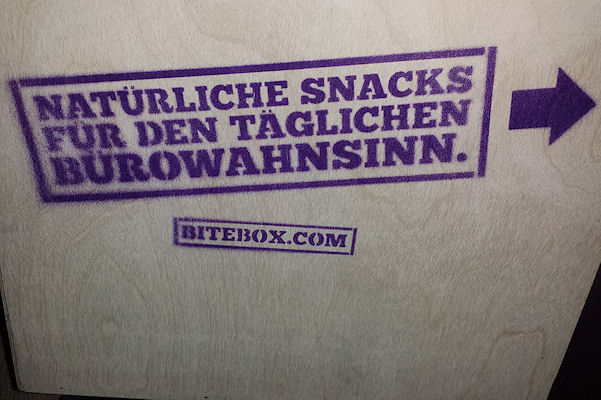 NATÜRLICHE SNACKS
FÜR DEN TÄGLICHEN
BÜROWAHNSINN.
BITEBOX.COM